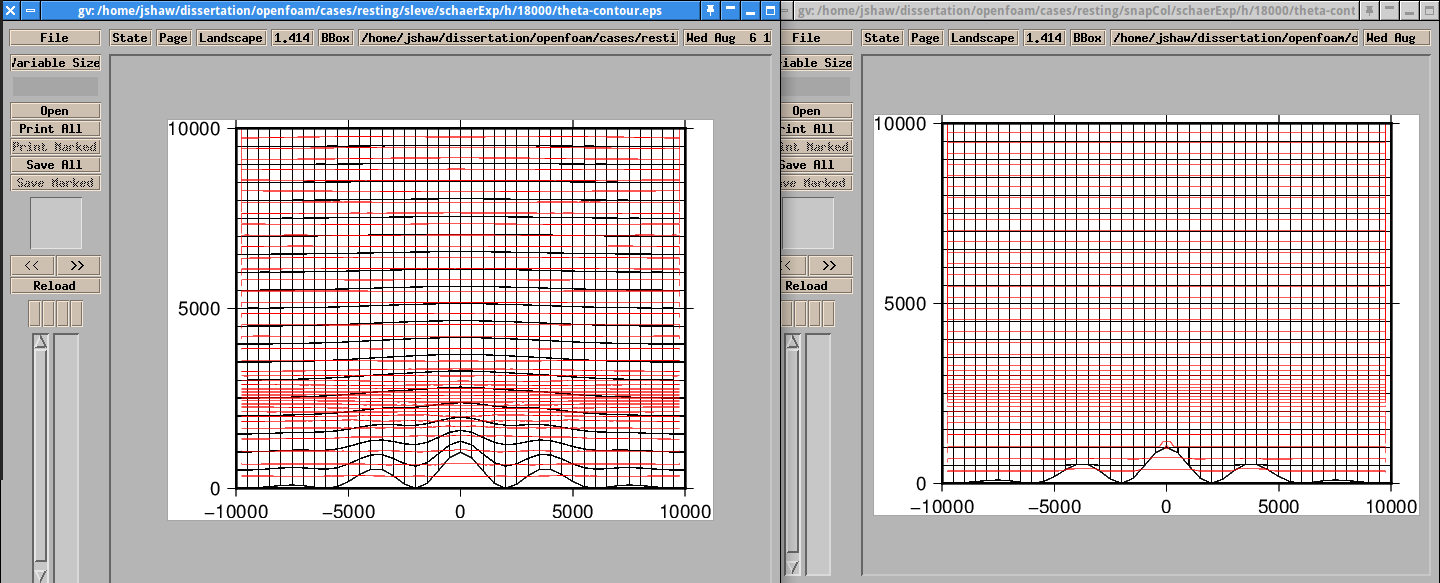 gv: /home/jshaw/dissertation/openfoam/cases/resting/sleve/schaerExp/h/18000/theta-contour.eps
File
State
Page
Landscape
1.414
BBox
/home/jshaw/dissertation/openfoam/cases/resti
Wed Aug 6 1
Variable Size
Open
Print All
Print Marked
Save All
Save Marked
<<
>>
Reload
10000
5000
0
−10000
−5000
0
5000
10000
gv: /home/jshaw/dissertation/openfoam/cases/resting/snapCol/schaerExp/h/18000/theta-cont
File
State
Page
Landscape
1.414
BBox
/home/jshaw/dissertation/openfoam/c
Wed Aug
iable Size
Open
int All
int Marked
ave All
ave Marked
<
>>
Reload
10000
5000
0
−10000
−5000
0
5000
10000